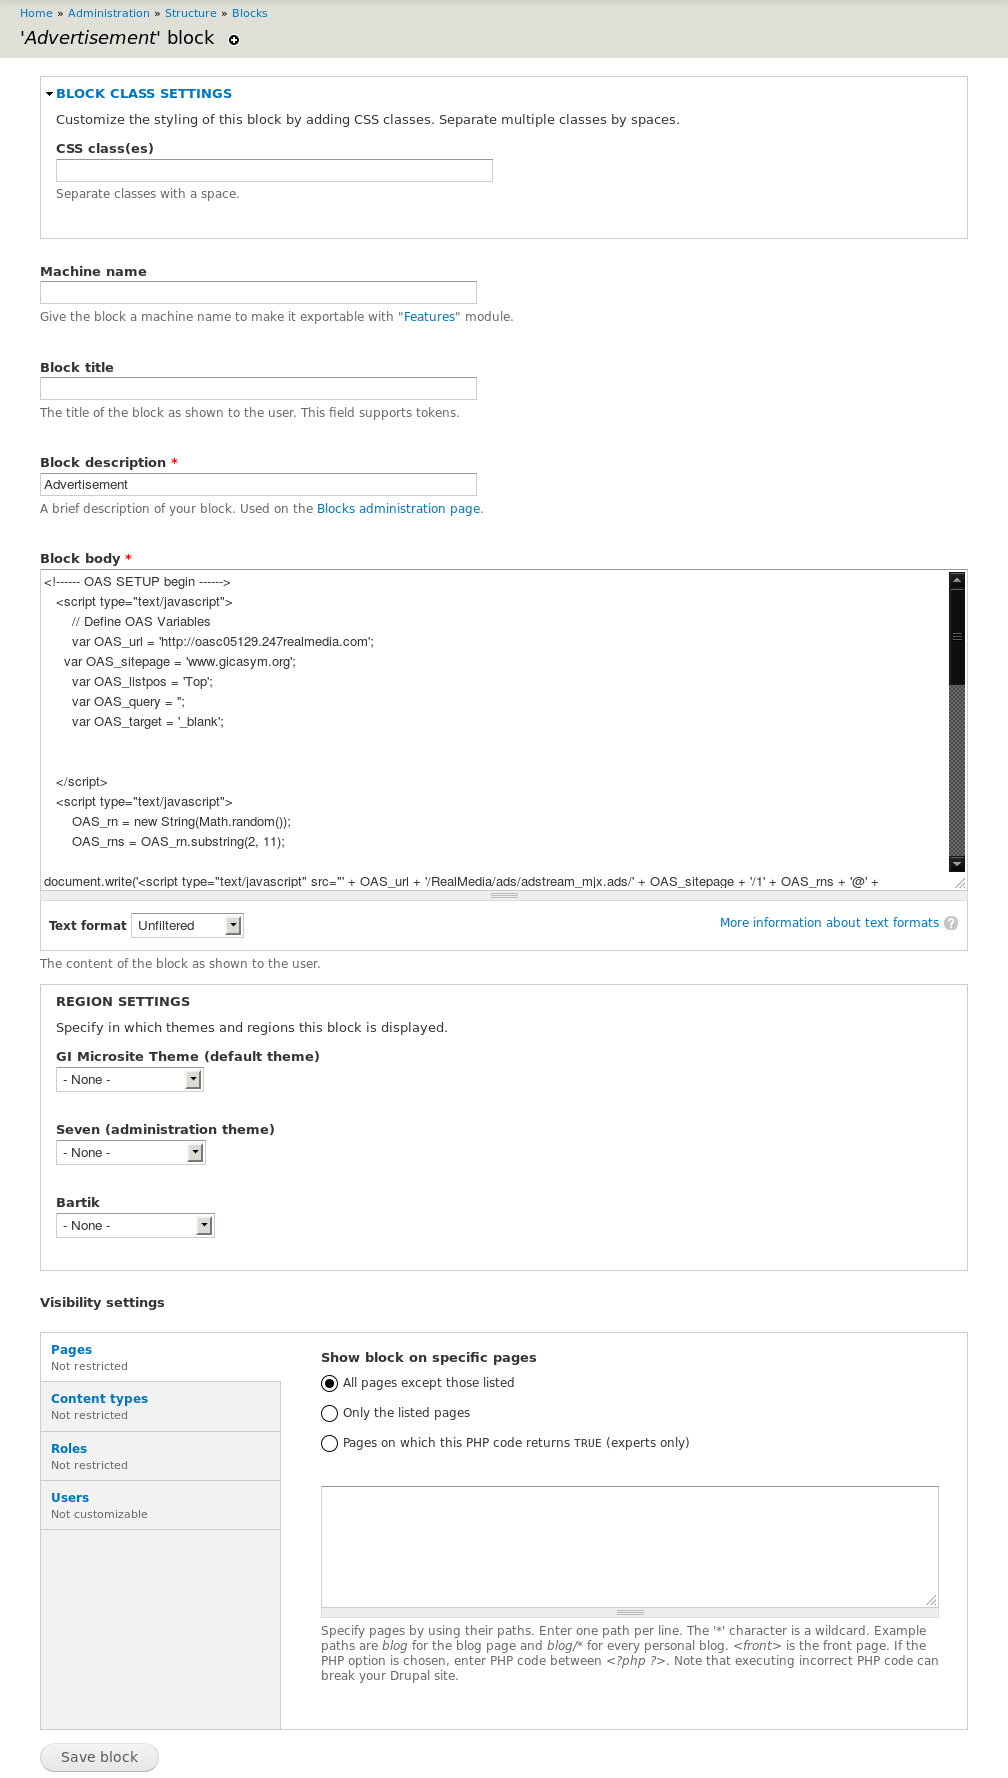 Home » Administration » Structure » Blocks
'Advertisement' block
BLOCK CLASS SETTINGS
Customize the styling of this block by adding CSS classes. Separate multiple classes by spaces.
CSS class(es)
Separate classes with a space.
Machine name
Give the block a machine name to make it exportable with "Features" module.
Block title
The title of the block as shown to the user. This field supports tokens.
Block description *
Advertisement
A brief description of your block. Used on the Blocks administration page.
Block body *
<!------ OAS SETUP begin ------>
<script type="text/javascript">
// Define OAS Variables
var OAS_url = 'http://oasc05129.247realmedia.com';
var OAS_sitepage = 'www.gicasym.org';
var OAS_listpos = 'Top';
var OAS_query = '';
var OAS_target = '_blank';
</script>
<script type="text/javascript">
OAS_rn = new String(Math.random());
OAS_rns = OAS_rn.substring(2, 11);
document.write('<script type="text/javascript" src="' + OAS_url + '/RealMedia/ads/adstream_mjx.ads/' + OAS_sitepage + '/1' + OAS_rns + '@' +
Text format Unfiltered
More information about text formats ?
The content of the block as shown to the user.
REGION SETTINGS
Specify in which themes and regions this block is displayed.
GI Microsite Theme (default theme)
- None -
Seven (administration theme)
- None -
Bartik
- None -
Visibility settings
Pages
Not restricted
Content types
Not restricted
Roles
Not restricted
Users
Not customizable
Show block on specific pages
All pages except those listed
Only the listed pages
Pages on which this PHP code returns TRUE (experts only)
Specify pages by using their paths. Enter one path per line. The '*' character is a wildcard. Example
paths are blog for the blog page and blog/* for every personal blog. <front> is the front page. If the
PHP option is chosen, enter PHP code between <?php ?>. Note that executing incorrect PHP code can
break your Drupal site.
Save block